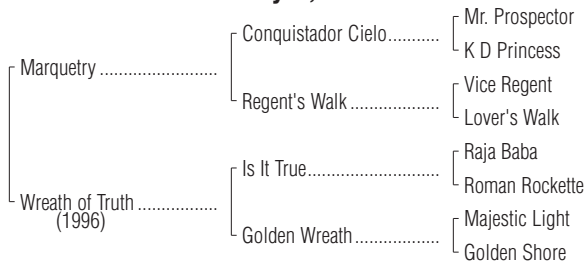 Mr. Prospector
Conquistador Cielo...........
K D Princess
Marquetry .........................
Vice Regent
Regent's Walk ...................
Lover's Walk
Raja Baba
Is It True............................
Roman Rockette
Wreath of Truth .................
(1996)
Majestic Light
Golden Wreath..................
Golden Shore